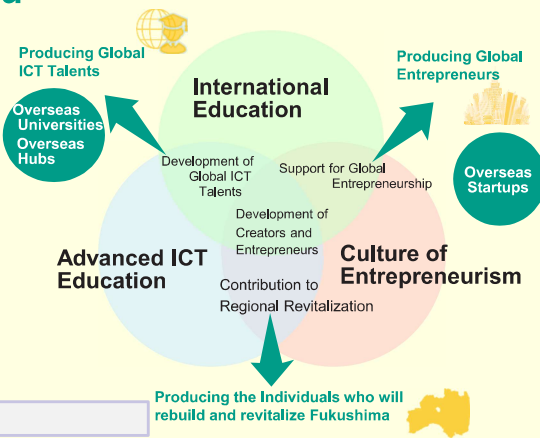 Producing Global
ICT Talents
Overseas
Universities
Overseas
Hubs
International
Education
Producing Global
Entrepreneurs
Overseas
Startups
Development of
Global ICT
Talents
Support for Global
Entrepreneurship
Development of
Creators and
Entrepreneurs
Advanced ICT
Education
Culture of
Entrepreneurism
Contribution to
Regional Revitalization
Producing the Individuals who will
rebuild and revitalize Fukushima